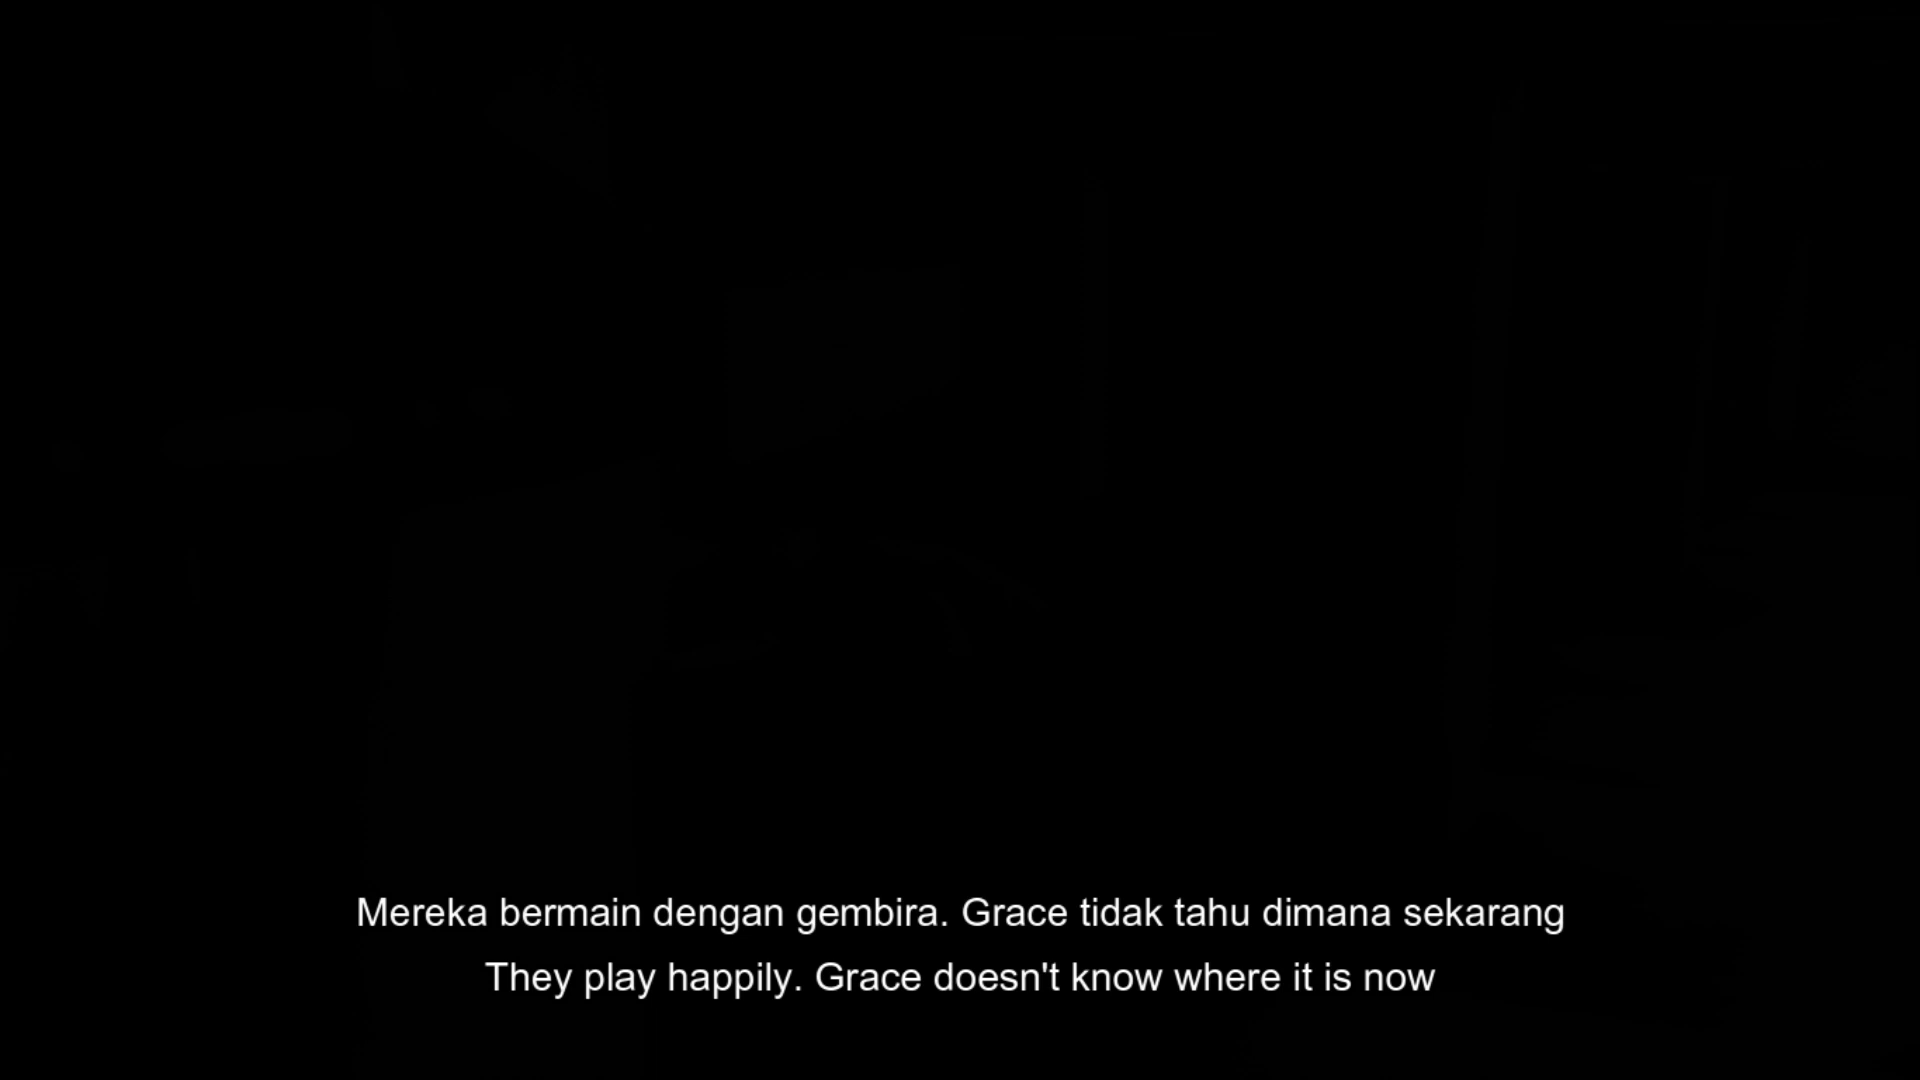 Mereka bermain dengan gembira. Grace tidak tahu dimana sekarang
They play happily. Grace doesn't know where it is now